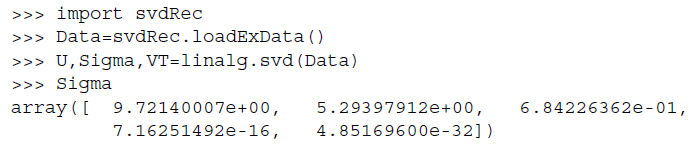 >>> import svdRec
>>> Data=svdRec.loadExData()
>>> U,Sigma,VT=linalg.svd(Data)
>>> Sigma
array([  9.72140007e+00,   5.29397912e+00,   6.84226362e-01,
         7.16251492e-16,   4.85169600e-32])